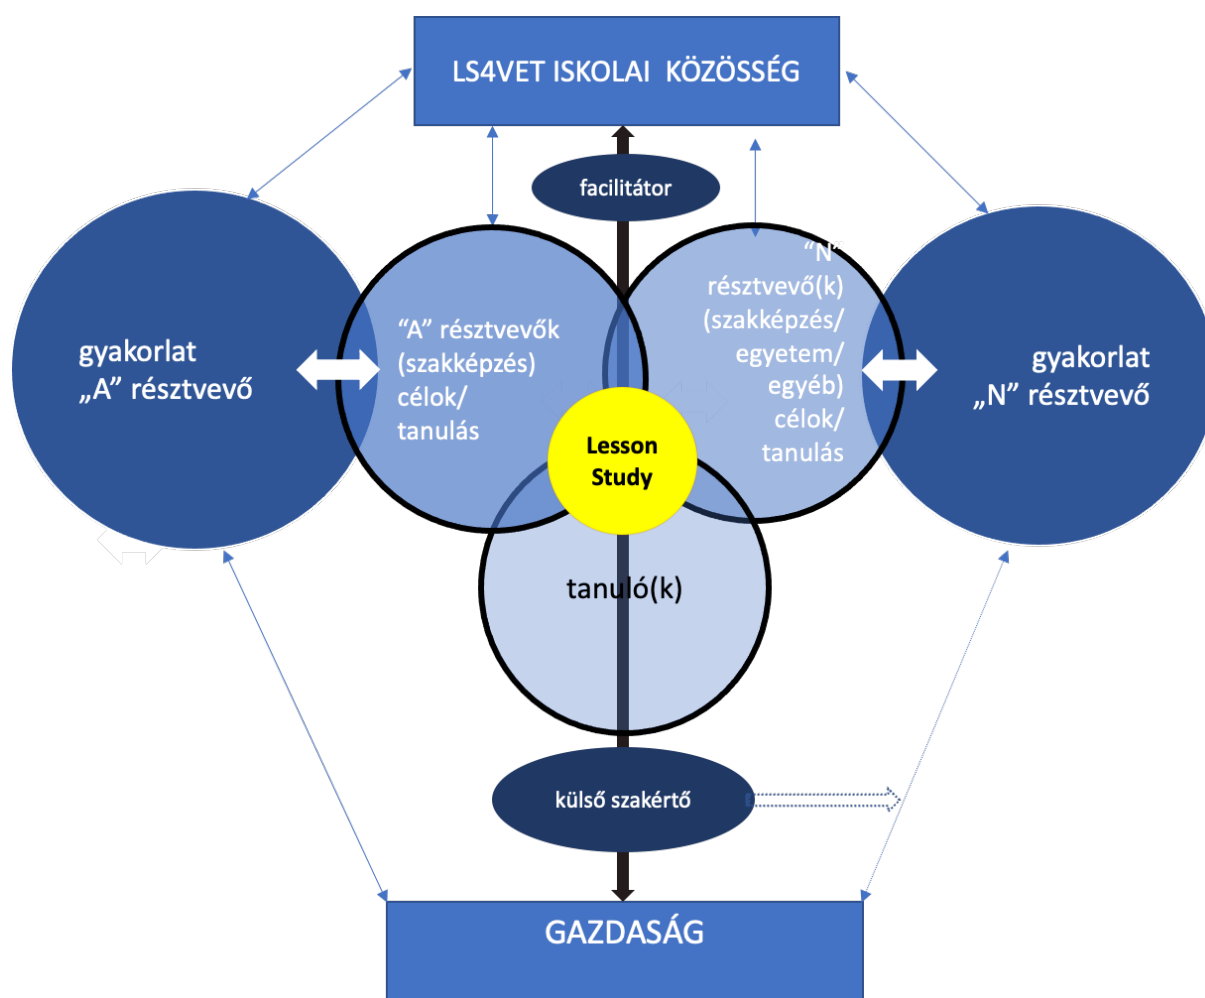 LS4VET ISKOLAI KÖZÖSSÉG
facilitátor
gyakorlat
„A” résztvevő
“A” résztvevők
(szakképzés)
célok/
tanulás
“N”
résztvevő(k)
(szakképzés/
egyetem/
egyéb)
célok/
tanulás
gyakorlat
„N” résztvevő
Lesson
Study
tanuló(k)
külső szakértő
GAZDASÁG